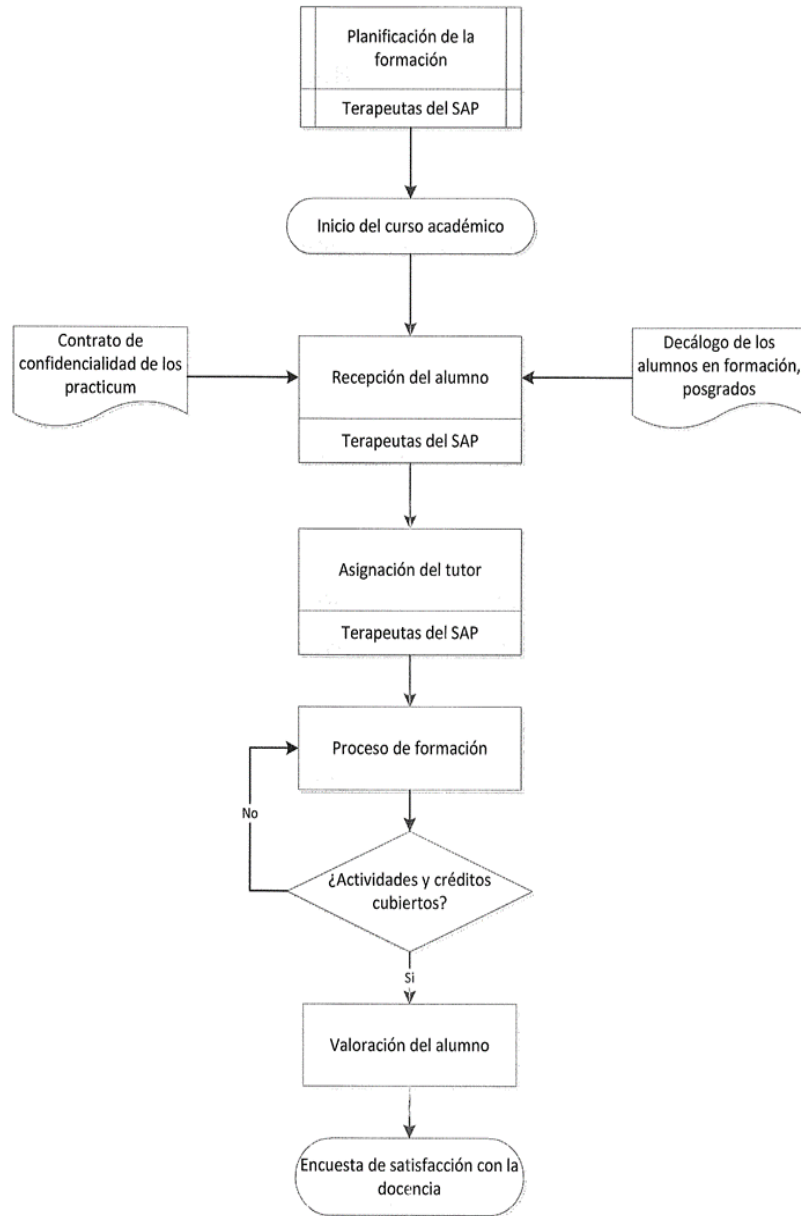 Planificación de la
formación
Terapeutas del SAP
Inicio del curso académico
Contrato de
confidencialidad de los
practicum
Recepción del alumno
Terapeutas del SAP
Decálogo de los
alumnos en formación,
posgrados
Asignación del tutor
Terapeutas del SAP
Proceso de formación
No
¿Actividades y créditos
cubiertos?
Si
Valoración del alumno
Encuesta de satisfacción con la
docencia